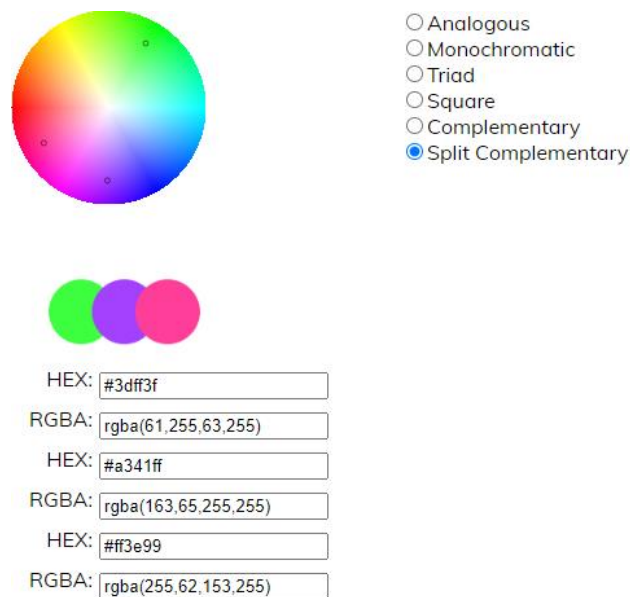 Analogous
Monochromatic
Triad
Square
Complementary
Split Complementary
HEX: #3dff3f
RGBA: rgba(61,255,63,255)
HEX: #a341ff
RGBA: rgba(163,65,255,255)
HEX: #ff3e99
RGBA: rgba(255,62,153,255)